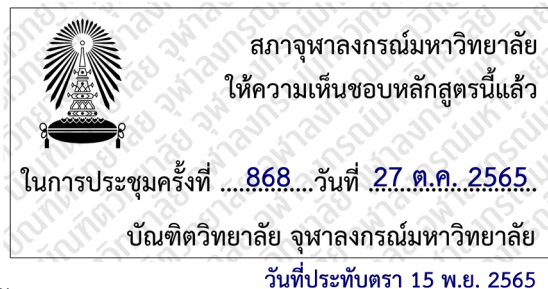 สภาจุฬาลงกรณ์มหาวิทยาลัย
ให้ความเห็นชอบหลักสูตรนี้แล้ว
ในการประชุมครั้งที่ ....868....วันที่ .27 ต.ค. 2565.
บัณฑิตวิทยาลัย จุฬาลงกรณ์มหาวิทยาลัย
วันที่ประทับตรา 15 พ.ย. 2565